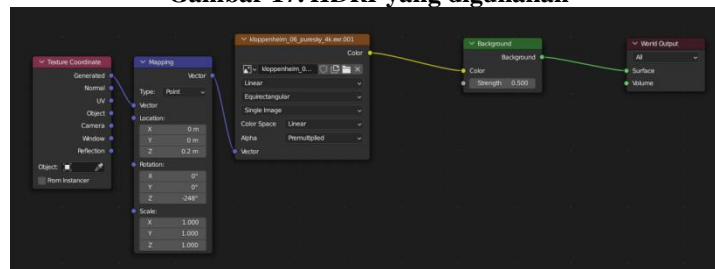 Gambar 17. HDRI yang digunakan
Texture Coordinate
Generated
Normal
UV
Object
Camera
Window
Reflection
Object:
From Instancer
Mapping
Vector
Type: Point
Vector
Location:
X 0 m
Y 0 m
Z 0.2 m
Rotation:
X 0°
Y 0°
Z -248°
Scale:
X 1.000
Y 1.000
Z 1.000
kloppenheim_06_puresky_4k.exr.001
Color
kloppenheim_0...
Linear
Equirectangular
Single Image
Color Space Linear
Alpha Premultiplied
Vector
Background
Background
Color
Strength 0.500
World Output
All
Surface
Volume